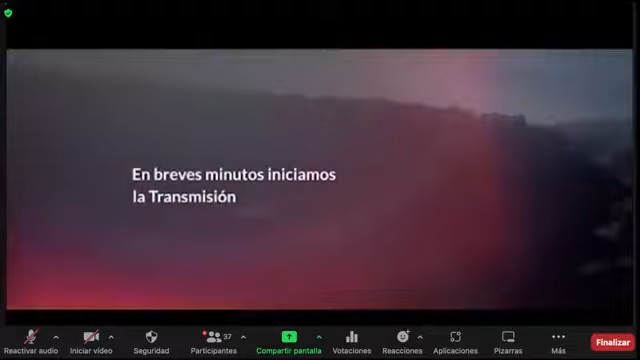 En breves minutos iniciamos
la Transmisión
37
Reactivar audio
Iniciar vídeo
Seguridad
Participantes
Compartir pantalla
Votaciones
Reacciones
Aplicaciones
Pizarras
Más
Finalizar